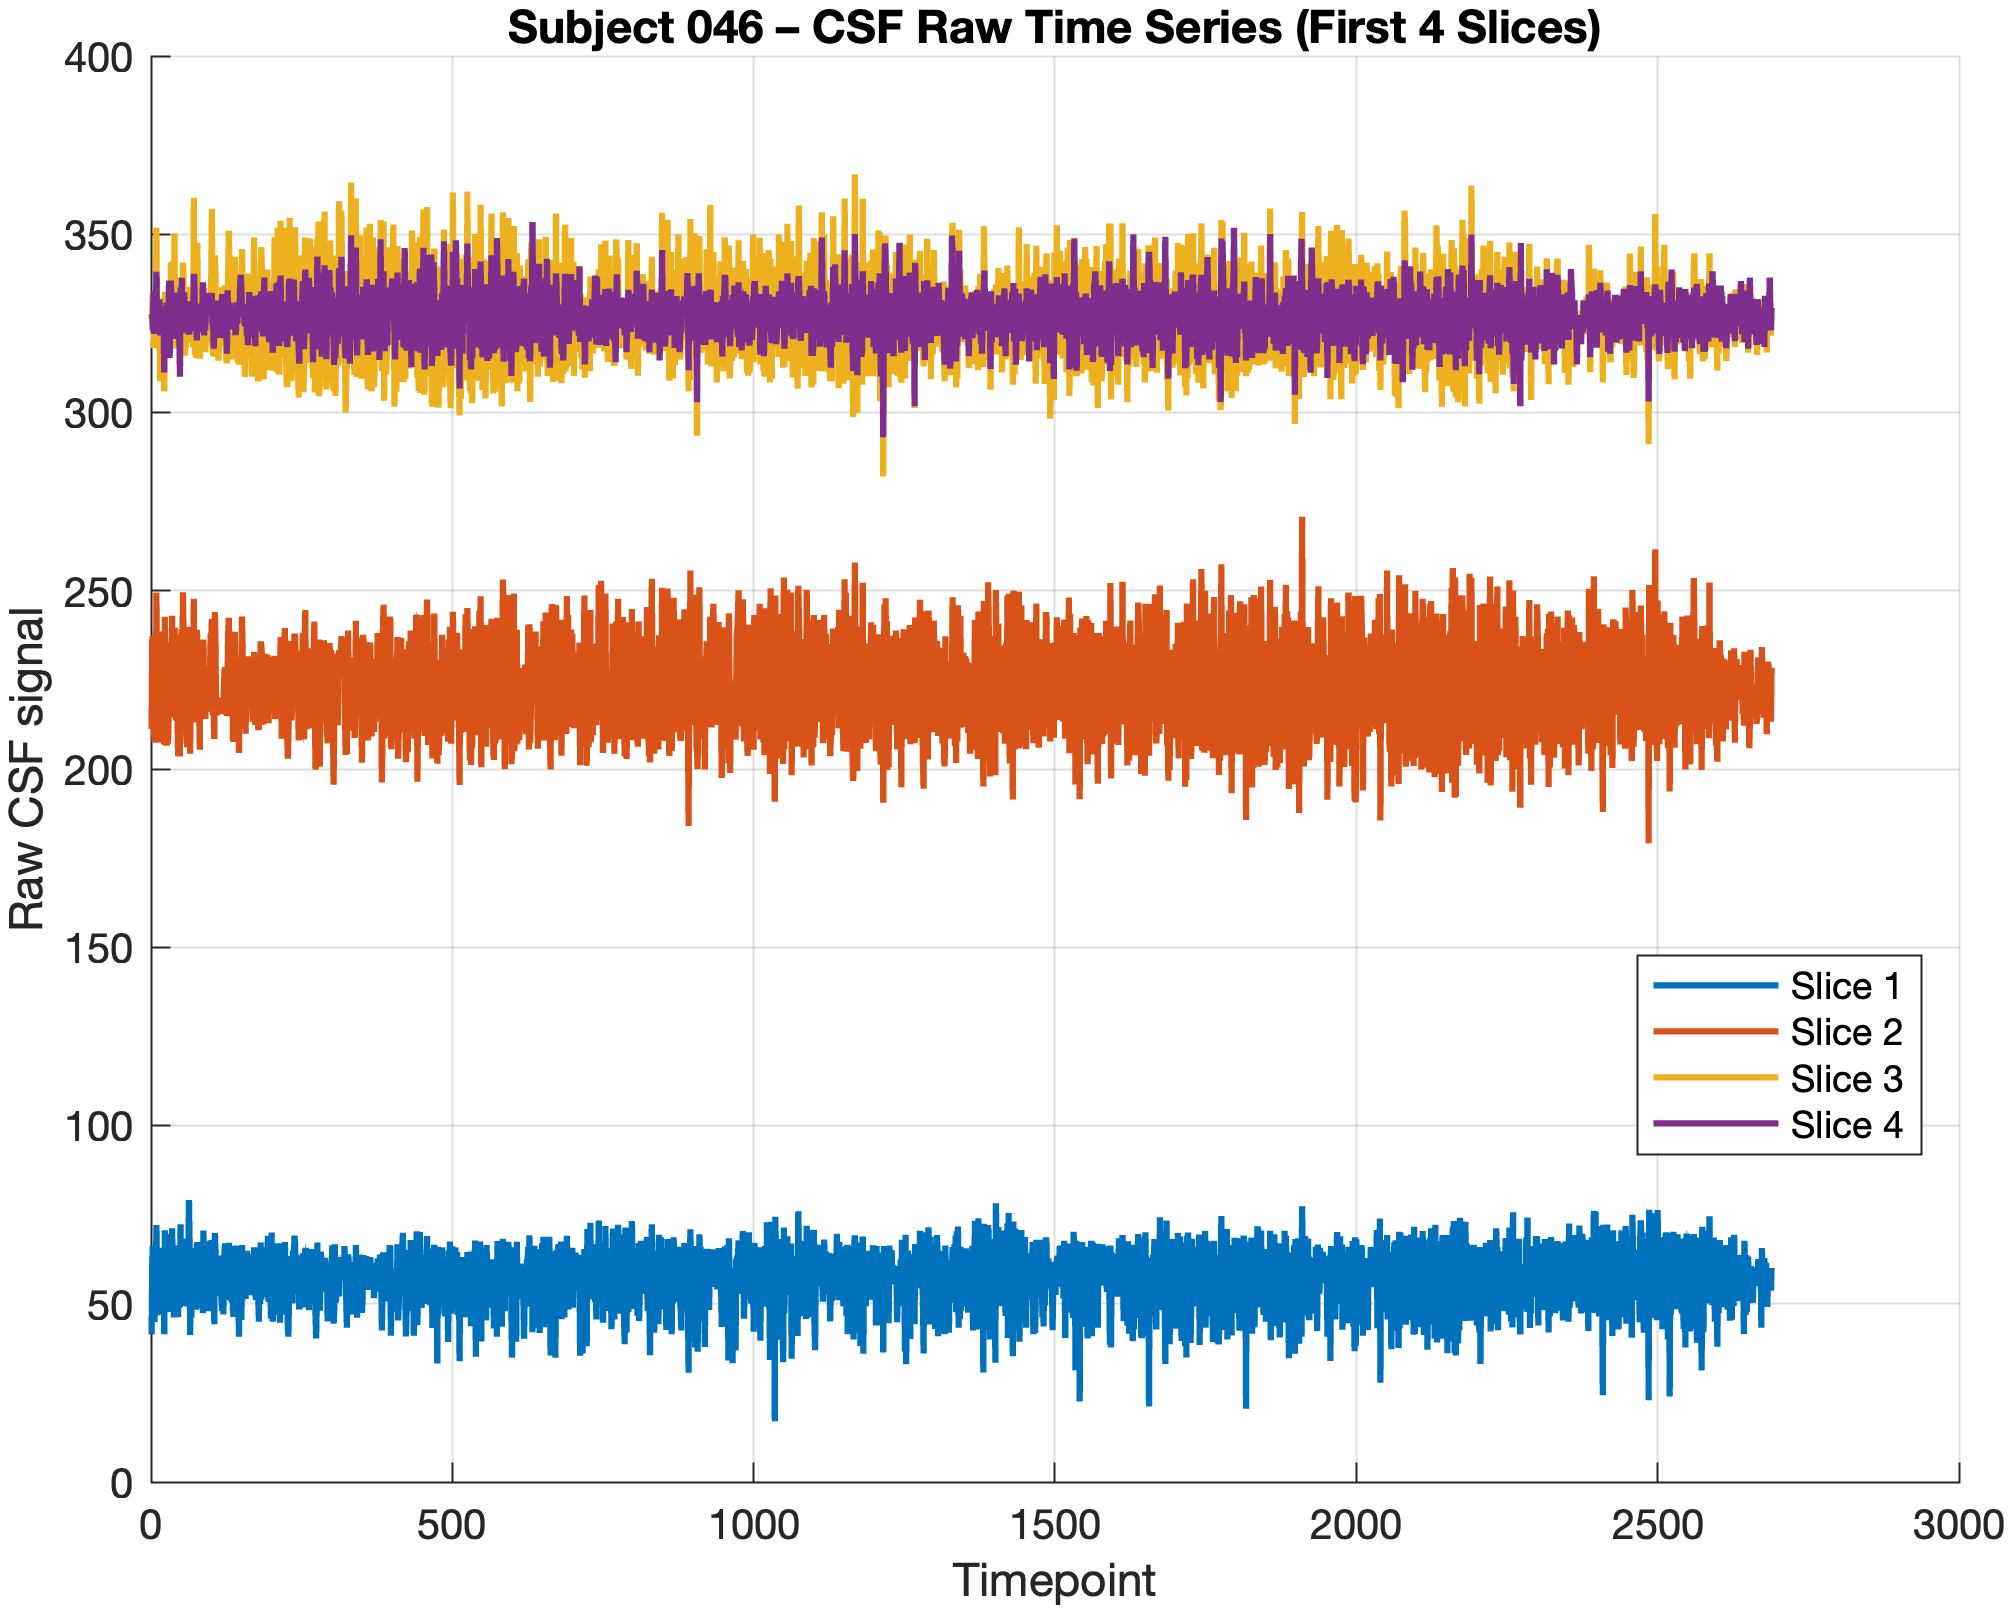 Subject 046 – CSF Raw Time Series (First 4 Slices)
400
350
300
250
200
150
100
50
0
Raw CSF signal
Slice 1
Slice 2
Slice 3
Slice 4
0 500 1000 1500 2000 2500 3000
Timepoint